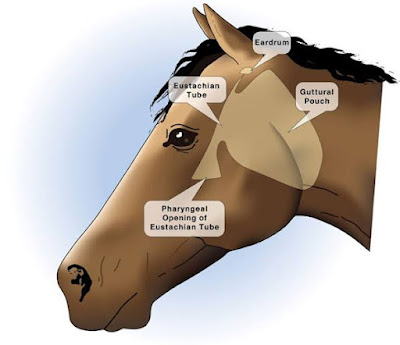 Eardrum
Eustachian
Tube
Guttural
Pouch
Pharyngeal
Opening of
Eustachian Tube